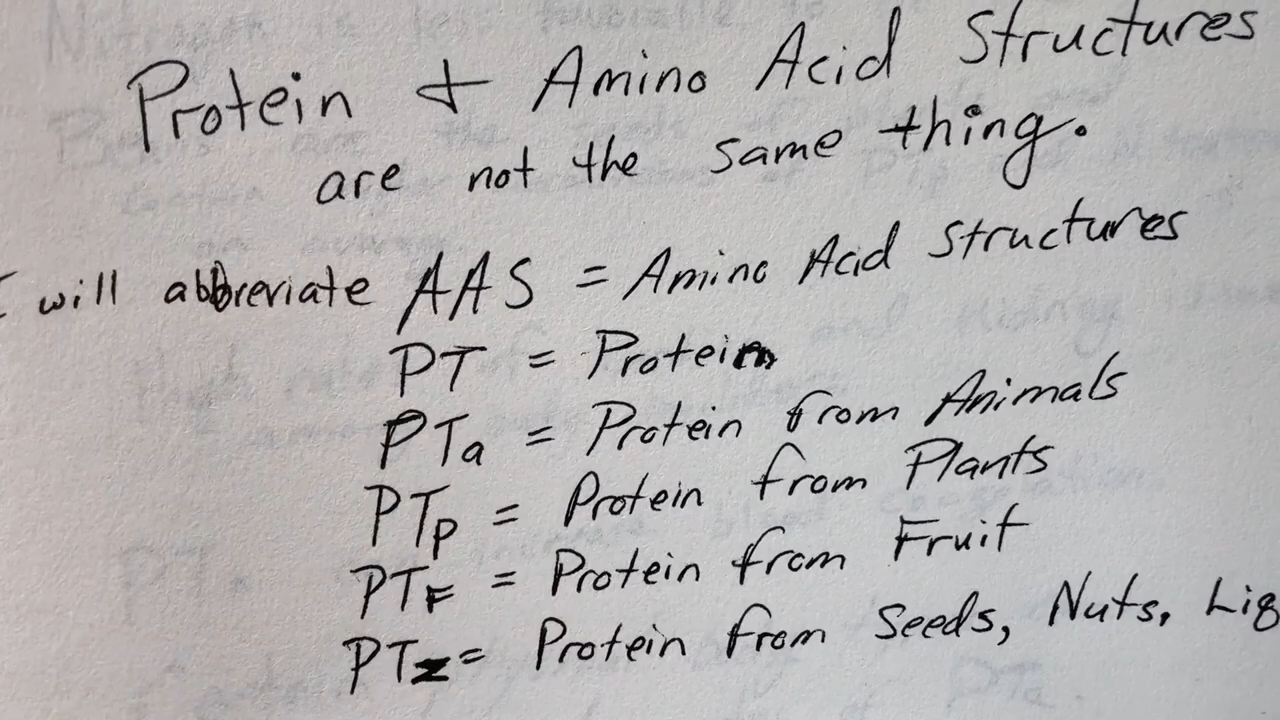 Protein + Amino Acid Structures
are not the same thing.
I will abbreviate AAS = Amino Acid Structures
PT = Protein
PTa = Protein from Animals
PTp = Protein from Plants
PTF = Protein from Fruit
PTz = Protein from Seeds, Nuts, Lig